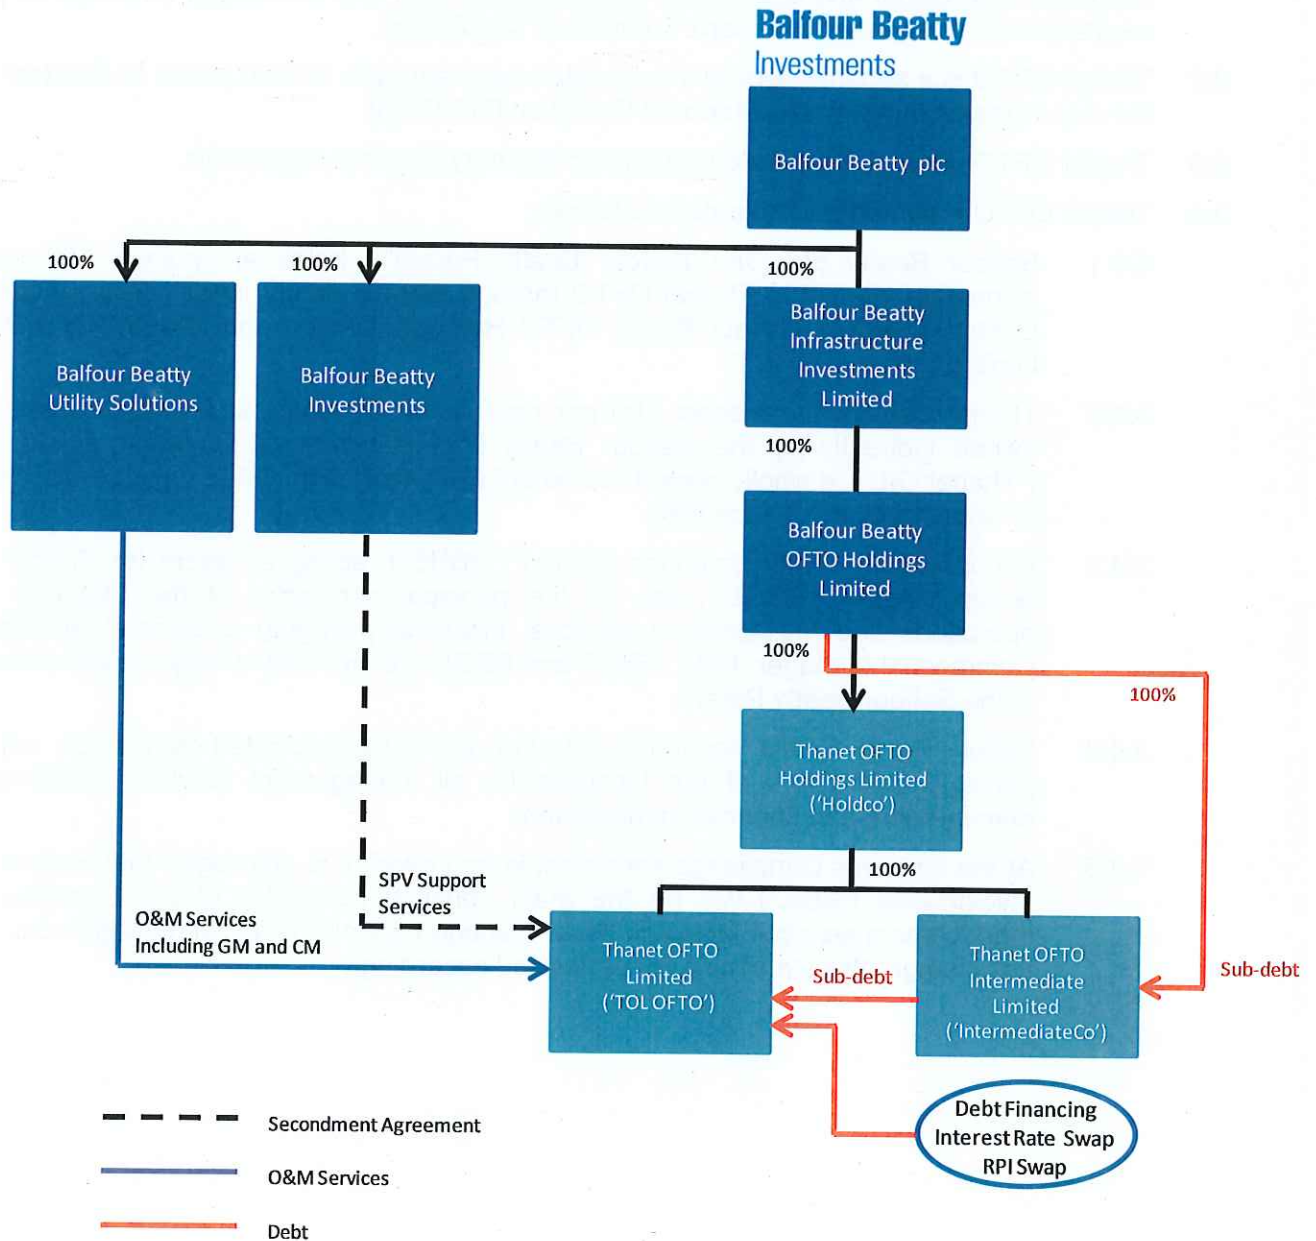 Balfour Beatty
Investments
Balfour Beatty plc
100%
100%
100%
Balfour Beatty
Utility Solutions
Balfour Beatty
Investments
Balfour Beatty
Infrastructure
Investments
Limited
100%
Balfour Beatty
OFTO Holdings
Limited
100%
100%
Thanet OFTO
Holdings Limited
('Holdco')
100%
SPV Support
Services
O&M Services
Including GM and CM
Thanet OFTO
Limited
('TOL OFTO')
Sub-debt
Thanet OFTO
Intermediate
Limited
('IntermediateCo')
Sub-debt
Debt Financing
Interest Rate Swap
RPI Swap
Secondment Agreement
O&M Services
Debt